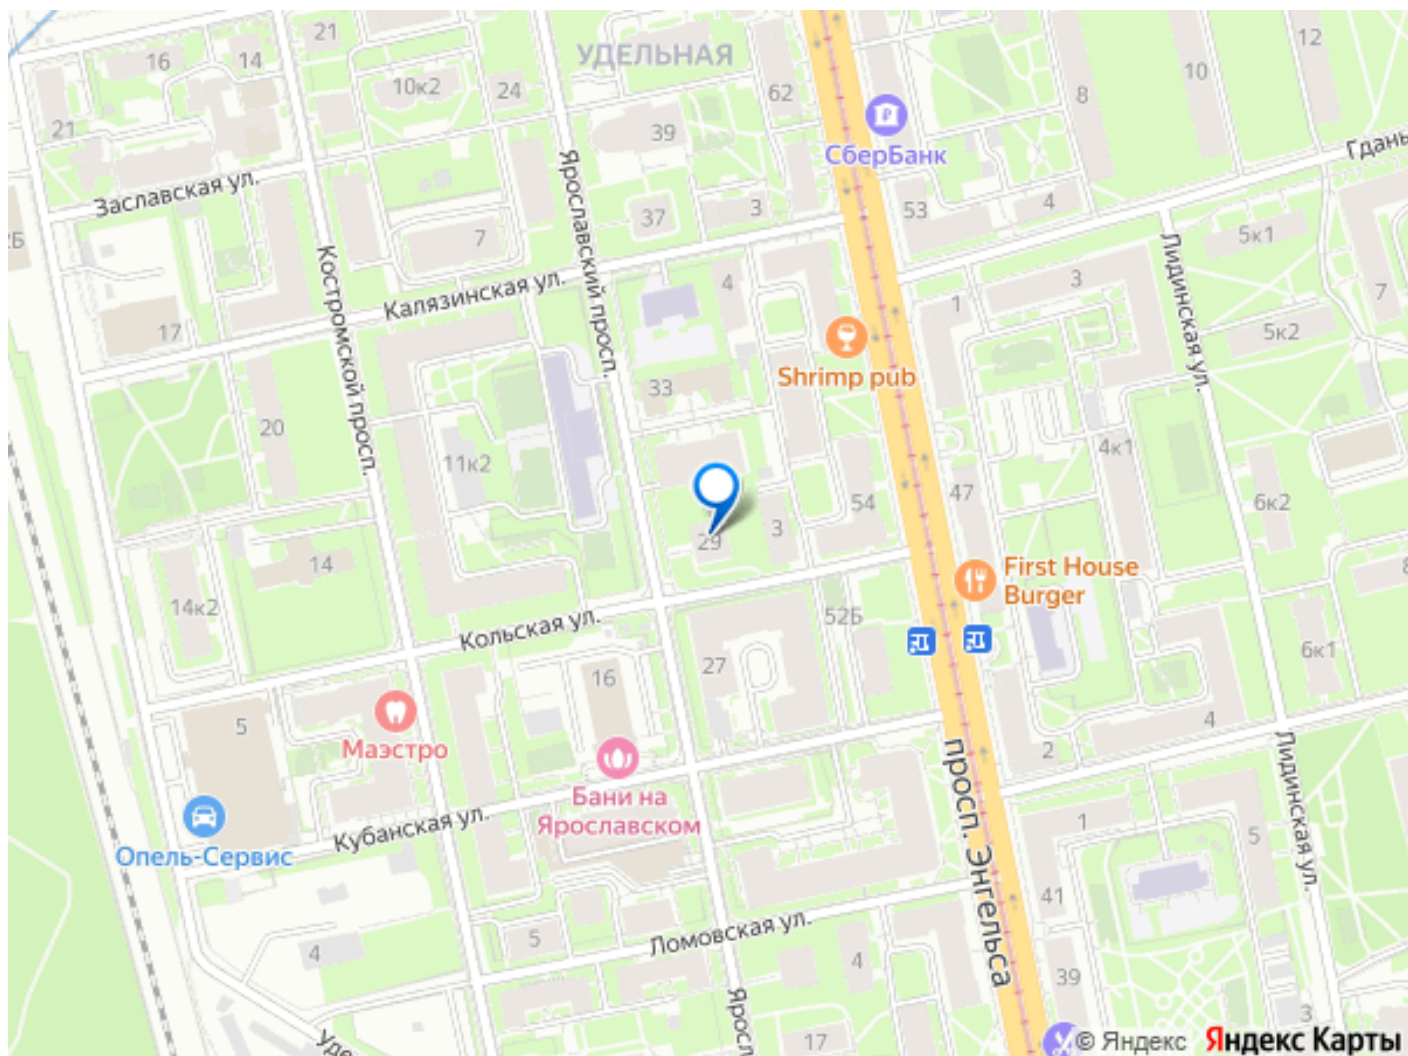 21
16
14
УДЕЛЬНАЯ
12
10
10к2
24
62
8
21
39
СберБанк
Ярославский просп.
Заславская ул.
37
3
53
4
7
5к1
Костромской просп.
Калязинская ул.
4
1
3
Лидинская ул.
7
17
5к2
Shrimp pub
33
20
4к1
11к2
47
54
6к2
3
29
14
First House
Burger
14к2
52Б
Кольская ул.
6к1
27
16
5
4
2
Маэстро
просп. Энгельса
Лидинская ул.
Бани на
Ярославском
Кубанская ул.
1
5
Опель-Сервис
41
Ломовская ул.
5
4
4
39
3
17
© Яндекс
Яндекс Карты